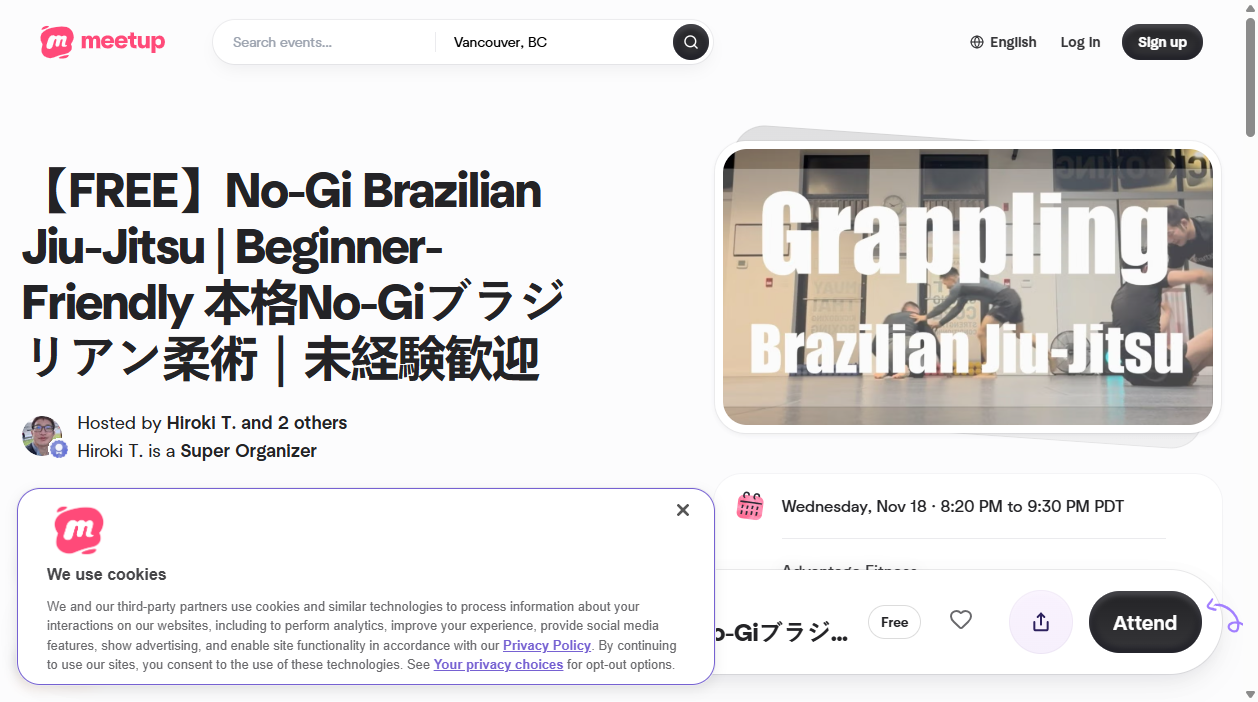 meetup
Search events...
Vancouver, BC
English
Log in
Sign up
【FREE】No-Gi Brazilian
Jiu-Jitsu | Beginner-
Friendly 本格No-Giブラジ
リアン柔術｜未経験歓迎
Hosted by Hiroki T. and 2 others
Hiroki T. is a Super Organizer
Grappling
Brazilian Jiu-Jitsu
Wednesday, Nov 18 · 8:20 PM to 9:30 PM PDT
Advantage Fitness
We use cookies
We and our third-party partners use cookies and similar technologies to process information about your
interactions on our websites, including to perform analytics, improve your experience, provide social media
features, show advertising, and enable site functionality in accordance with our Privacy Policy. By continuing
to use our sites, you consent to the use of these technologies. See Your privacy choices for opt-out options.
o-Giブラジ...
Free
Attend